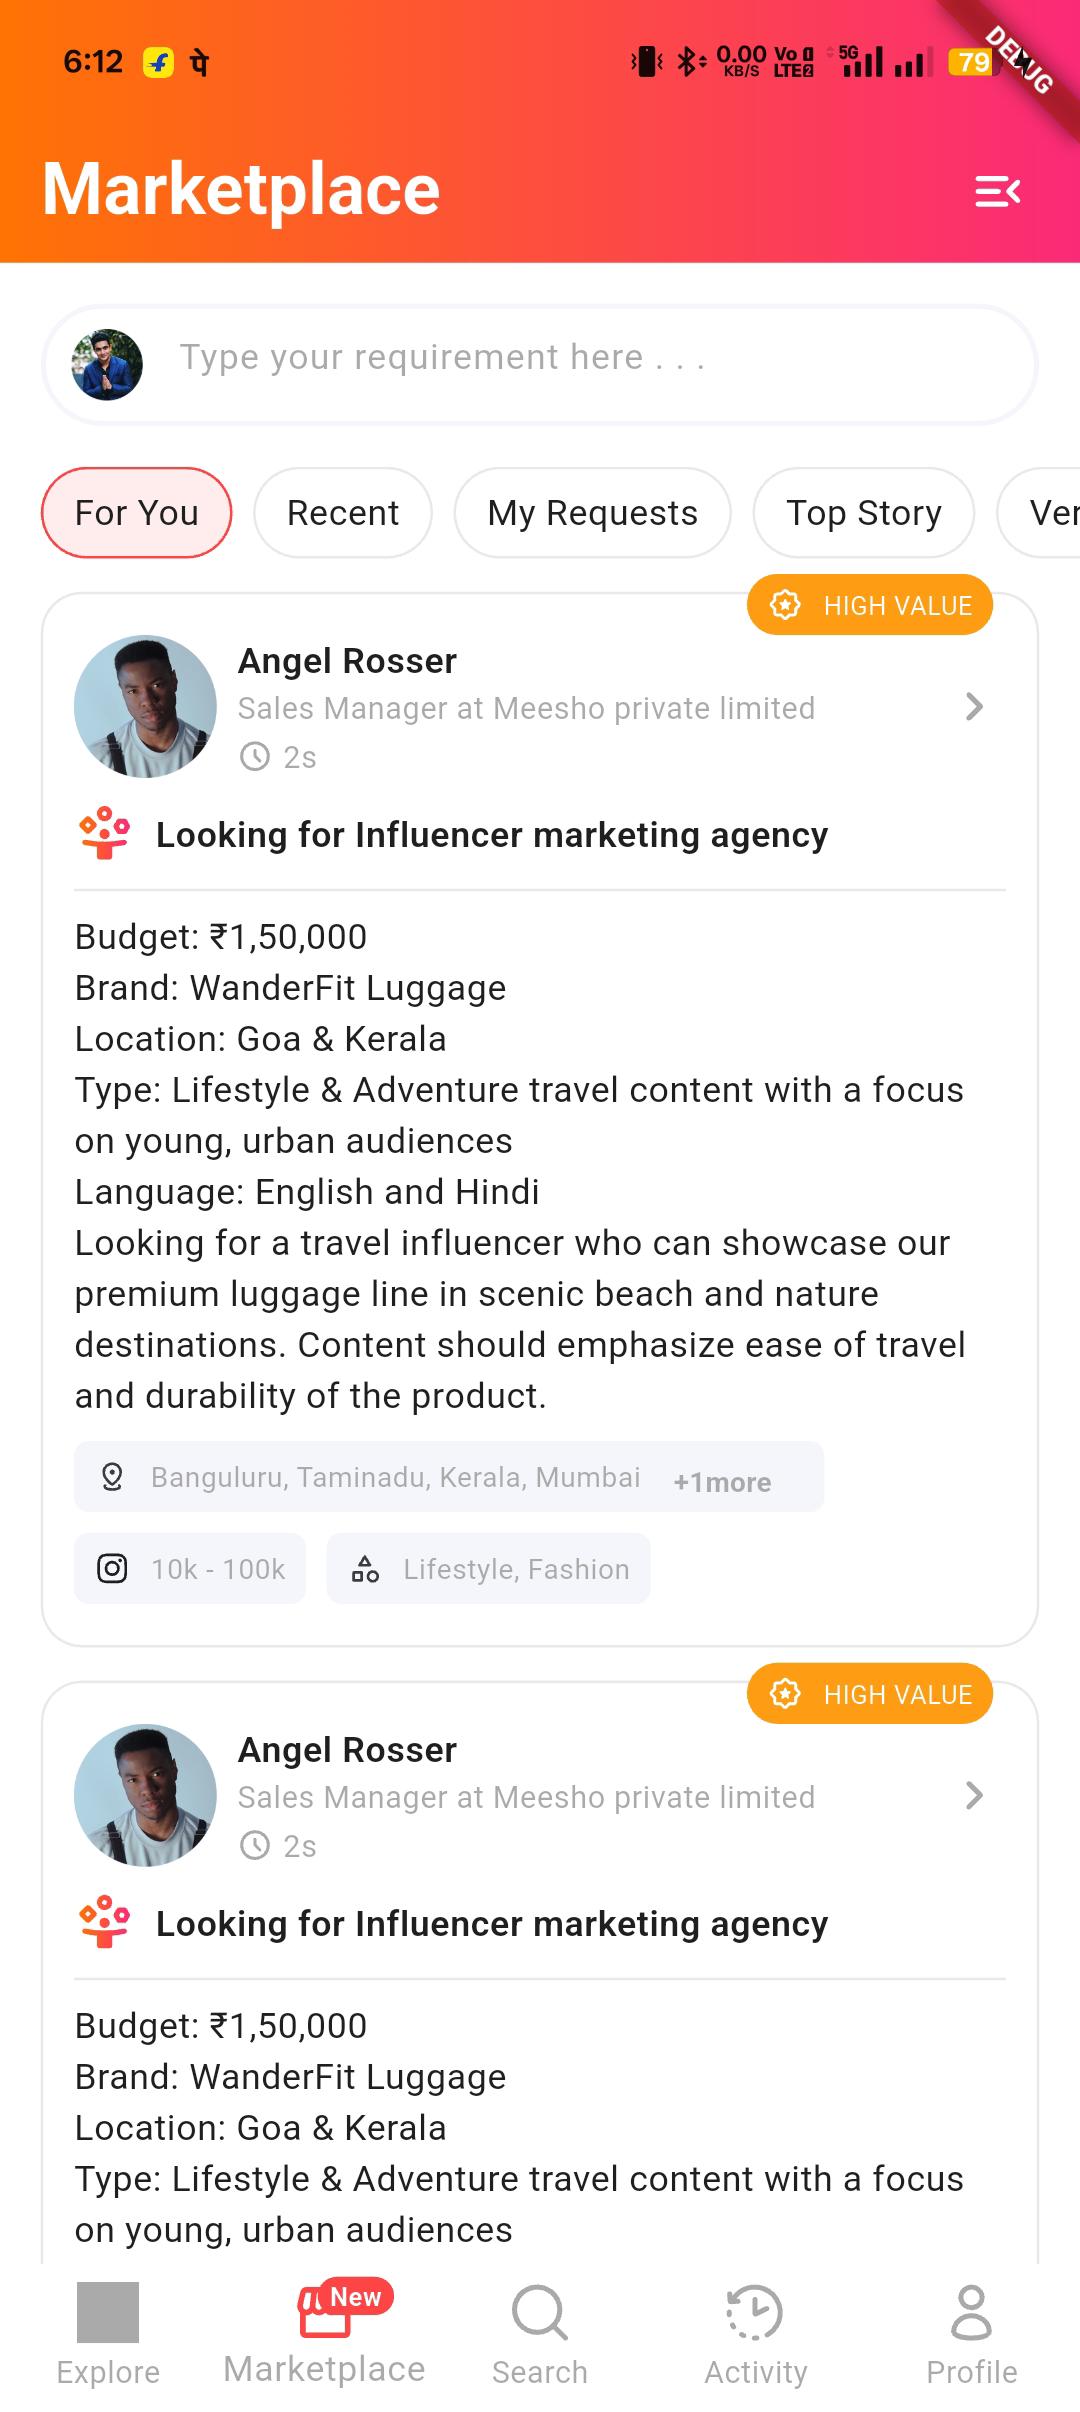 6:12 पे 0.00 KB/S Vo LTE 5G 79
DEBUG
Marketplace
Type your requirement here . . .
For You Recent My Requests Top Story Ver
HIGH VALUE
Angel Rosser
Sales Manager at Meesho private limited
2s
Looking for Influencer marketing agency
Budget: ₹1,50,000
Brand: WanderFit Luggage
Location: Goa & Kerala
Type: Lifestyle & Adventure travel content with a focus
on young, urban audiences
Language: English and Hindi
Looking for a travel influencer who can showcase our
premium luggage line in scenic beach and nature
destinations. Content should emphasize ease of travel
and durability of the product.
Banguluru, Taminadu, Kerala, Mumbai +1more
10k - 100k Lifestyle, Fashion
HIGH VALUE
Angel Rosser
Sales Manager at Meesho private limited
2s
Looking for Influencer marketing agency
Budget: ₹1,50,000
Brand: WanderFit Luggage
Location: Goa & Kerala
Type: Lifestyle & Adventure travel content with a focus
on young, urban audiences
New
Explore Marketplace Search Activity Profile